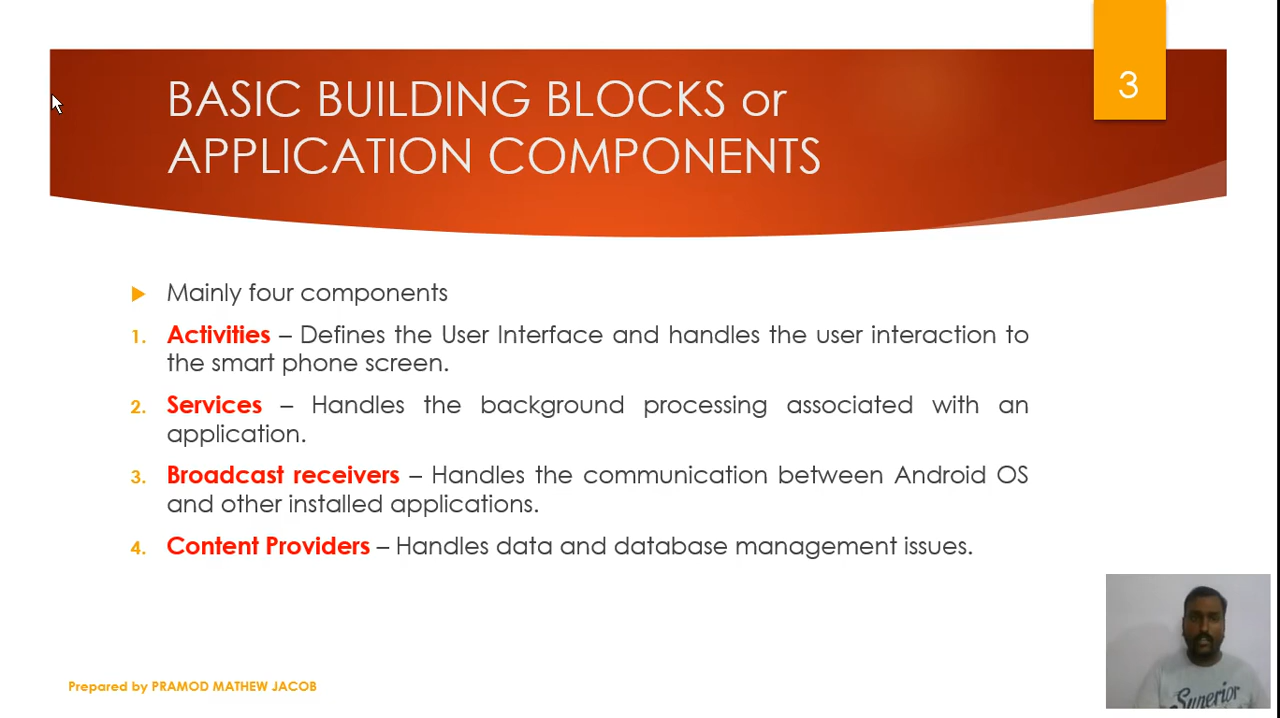 3
BASIC BUILDING BLOCKS or
APPLICATION COMPONENTS
Mainly four components
1. Activities – Defines the User Interface and handles the user interaction to
the smart phone screen.
2. Services – Handles the background processing associated with an
application.
3. Broadcast receivers – Handles the communication between Android OS
and other installed applications.
4. Content Providers – Handles data and database management issues.
Prepared by PRAMOD MATHEW JACOB
Superior